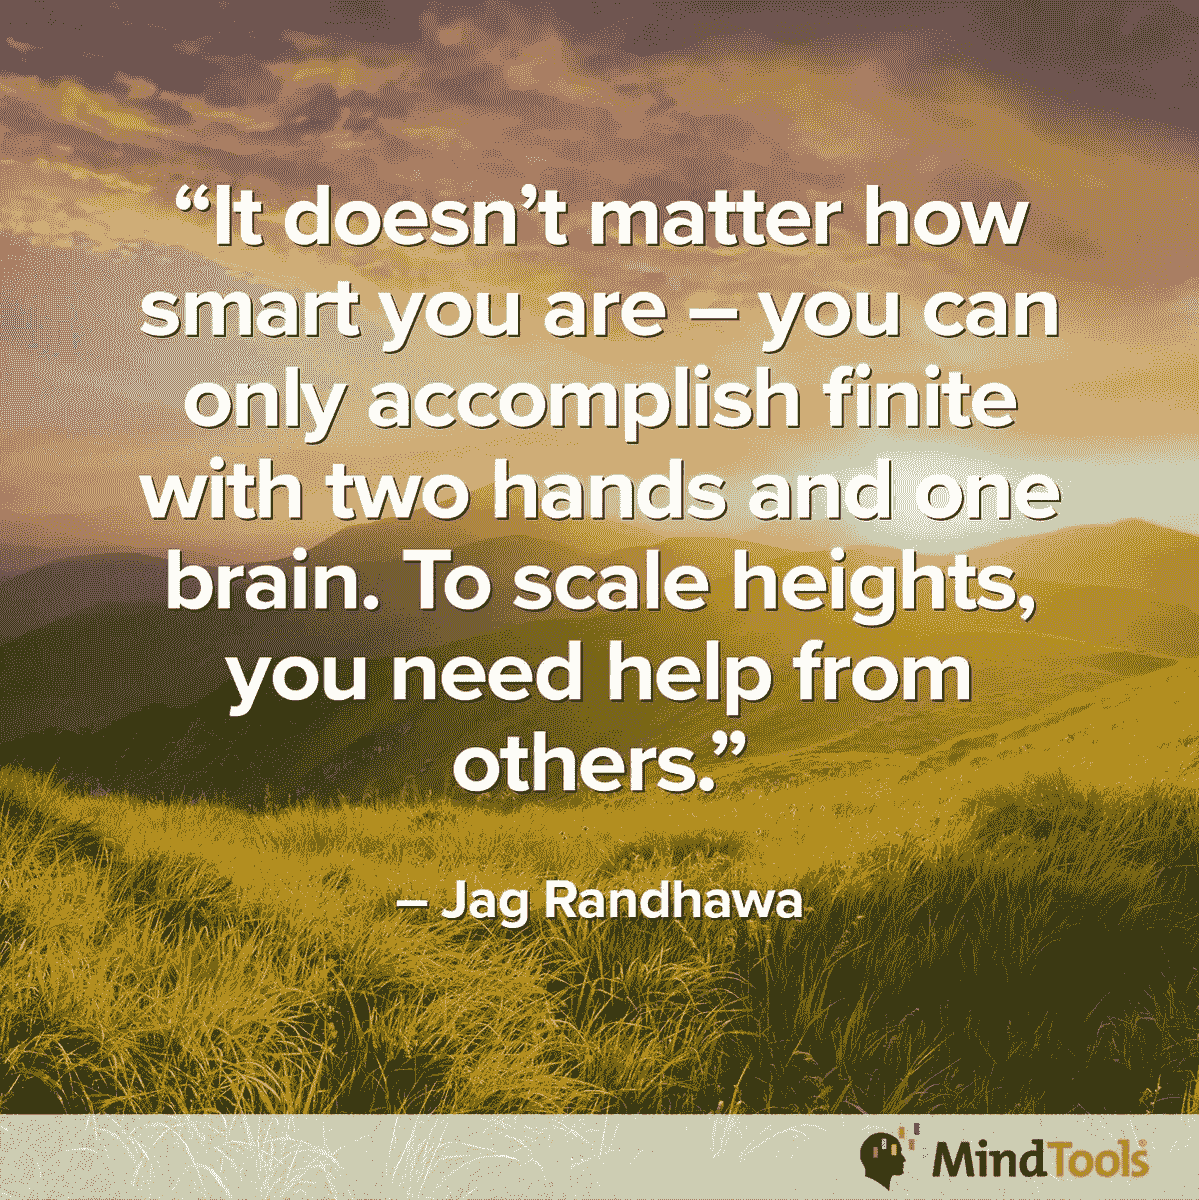 “It doesn’t matter how
smart you are – you can
only accomplish finite
with two hands and one
brain. To scale heights,
you need help from
others.”
– Jag Randhawa
MindTools